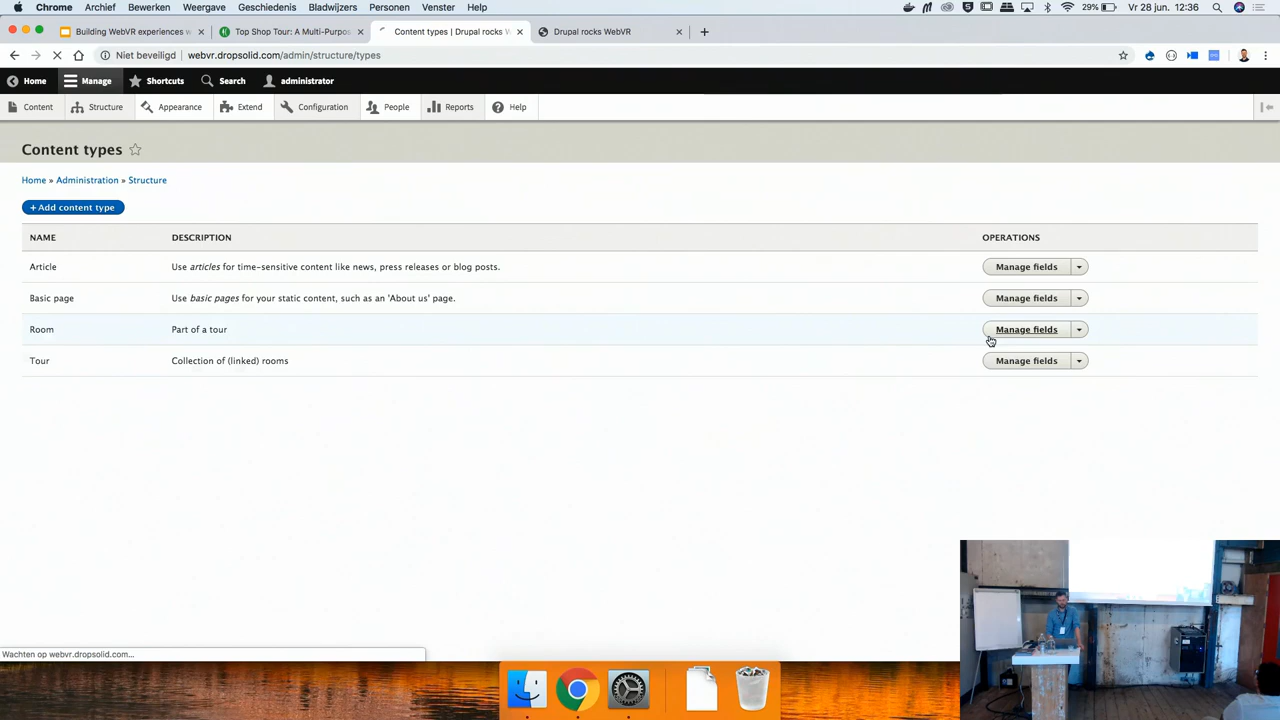 Chrome Archief Bewerken Weergave Geschiedenis Bladwijzers Personen Venster Help 29% Vr 28 jun. 12:36
Building WebVR experiences w Top Shop Tour: A Multi-Purpos Content types | Drupal rocks W Drupal rocks WebVR
Niet beveiligd webvr.dropsolid.com/admin/structure/types
Home Manage Shortcuts Search administrator
Content Structure Appearance Extend Configuration People Reports Help
Content types
Home » Administration » Structure
+ Add content type
NAME DESCRIPTION OPERATIONS
Article Use articles for time-sensitive content like news, press releases or blog posts. Manage fields
Basic page Use basic pages for your static content, such as an 'About us' page. Manage fields
Room Part of a tour Manage fields
Tour Collection of (linked) rooms Manage fields
Wachten op webvr.dropsolid.com...